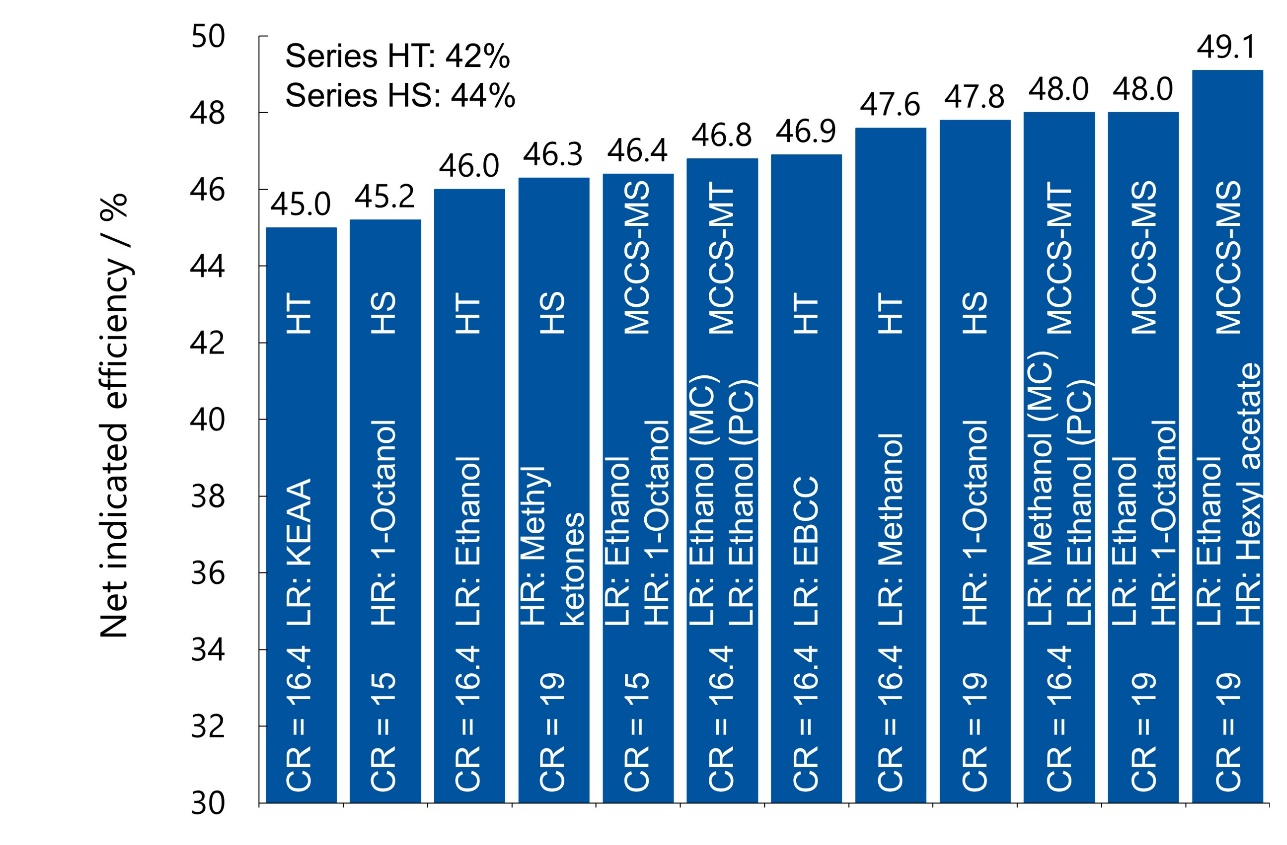 Net indicated efficiency / %
50
48
46
44
42
40
38
36
34
32
30
Series HT: 42%
Series HS: 44%
45.0
HT
LR: KEAA
CR = 16.4
45.2
HS
HR: 1-Octanol
CR = 15
46.0
HT
LR: Ethanol
CR = 16.4
46.3
HS
HR: Methyl
ketones
CR = 19
46.4
MCCS-MS
LR: Ethanol
HR: 1-Octanol
CR = 15
46.8
MCCS-MT
LR: Ethanol (MC)
LR: Ethanol (PC)
CR = 16.4
46.9
HT
LR: EBCC
CR = 16.4
47.6
HT
LR: Methanol
CR = 16.4
47.8
HS
HR: 1-Octanol
CR = 19
48.0
MCCS-MT
LR: Methanol (MC)
LR: Ethanol (PC)
CR = 16.4
48.0
MCCS-MS
LR: Ethanol
HR: 1-Octanol
CR = 19
49.1
MCCS-MS
LR: Ethanol
HR: Hexyl acetate
CR = 19